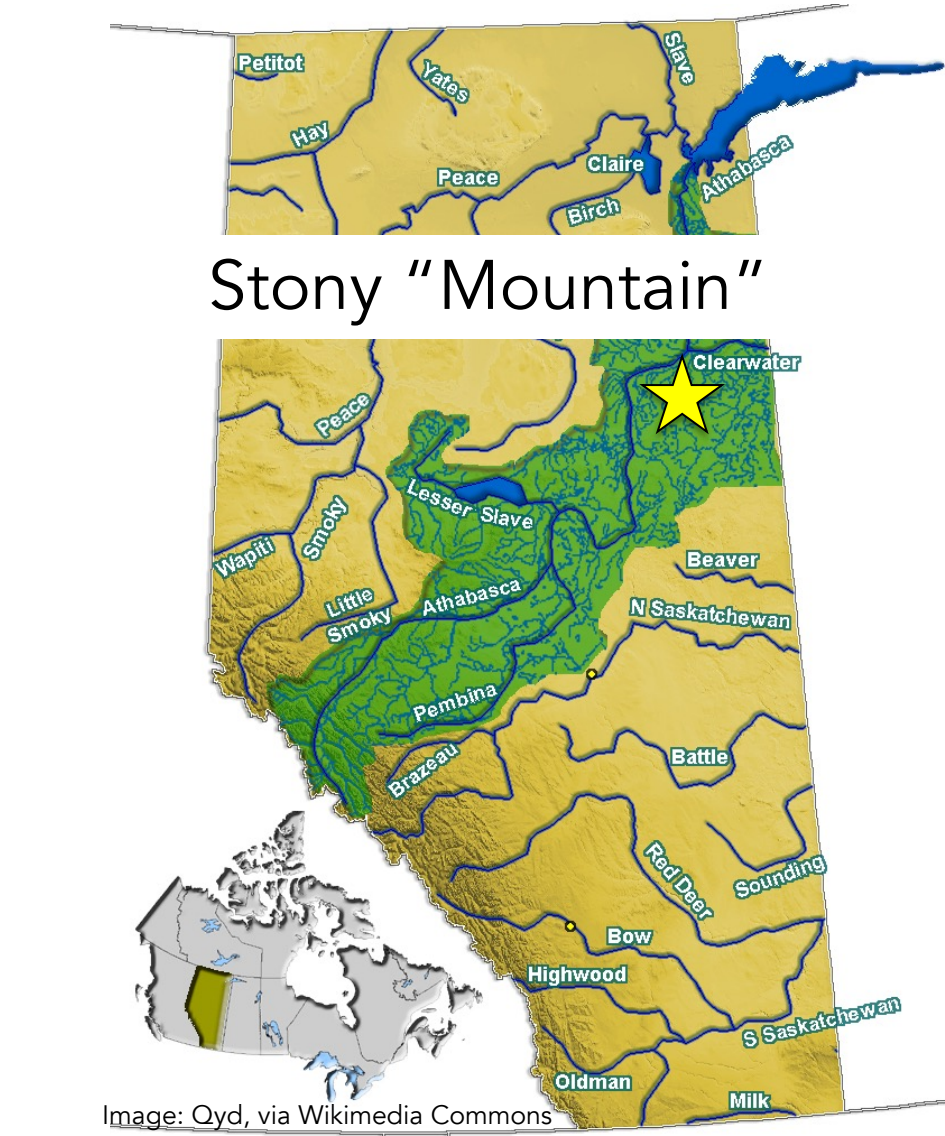 Petitot
Yates
Slave
Hay
Claire
Peace
Athabasca
Birch
Stony “Mountain”
Clearwater
Peace
Lesser Slave
Smoky
Wapiti
Beaver
Little
Smoky
Athabasca
N Saskatchewan
Pembina
Brazeau
Battle
Red Deer
Sounding
Bow
Highwood
S Saskatchewan
Oldman
Milk
Image: Qyd, via Wikimedia Commons